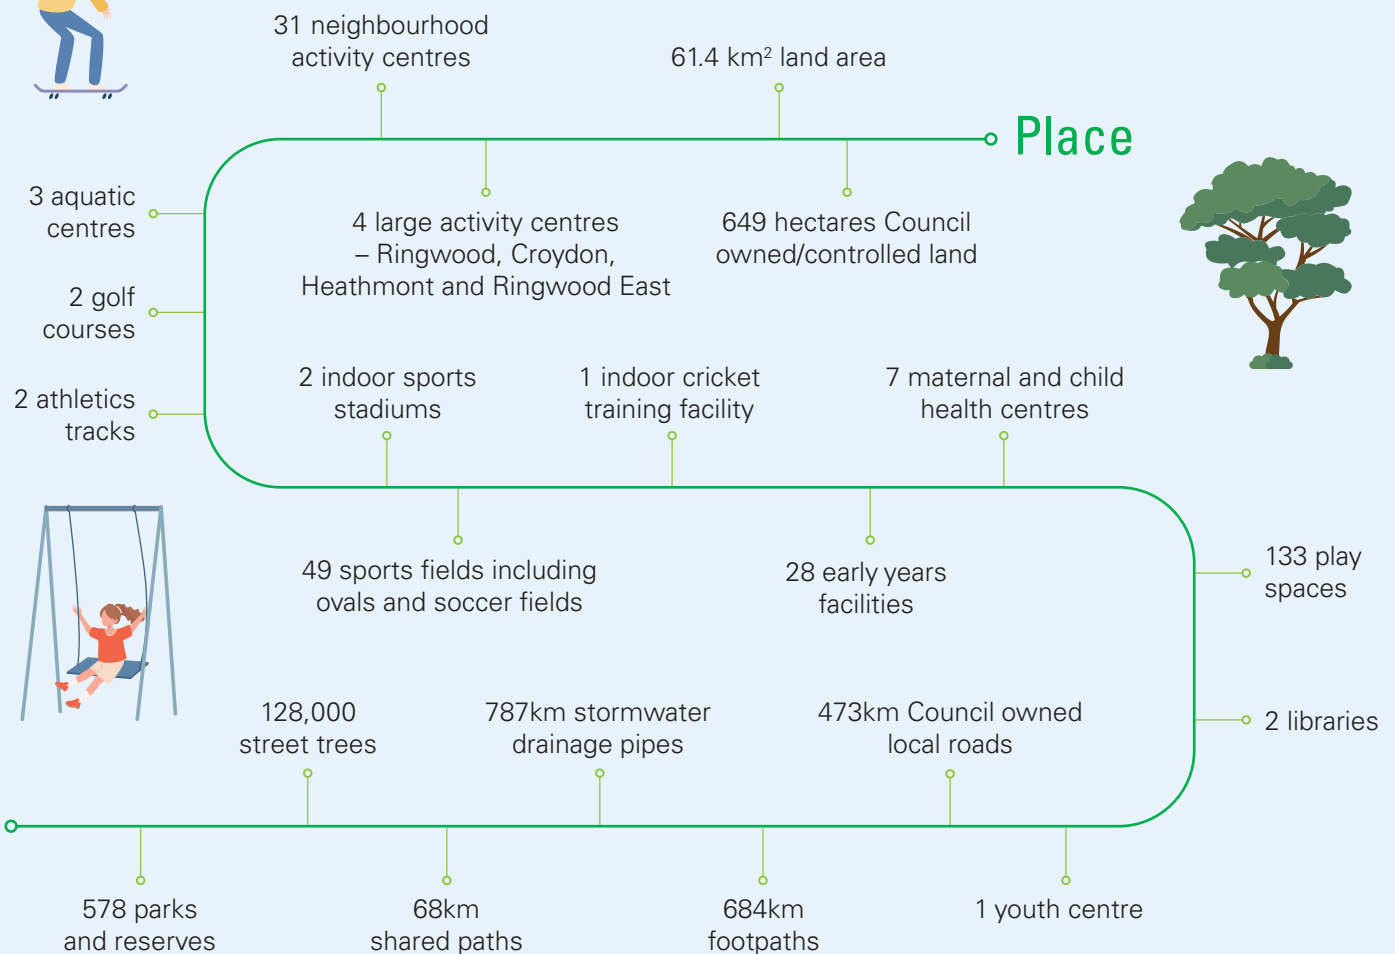 Place
61.4 km² land area
649 hectares Council
owned/controlled land
4 large activity centres
– Ringwood, Croydon,
Heathmont and Ringwood East
31 neighbourhood
activity centres
3 aquatic
centres
2 golf
courses
2 athletics
tracks
2 indoor sports
stadiums
49 sports fields including
ovals and soccer fields
1 indoor cricket
training facility
28 early years
facilities
7 maternal and child
health centres
133 play
spaces
2 libraries
1 youth centre
473km Council owned
local roads
684km
footpaths
787km stormwater
drainage pipes
68km
shared paths
128,000
street trees
578 parks
and reserves